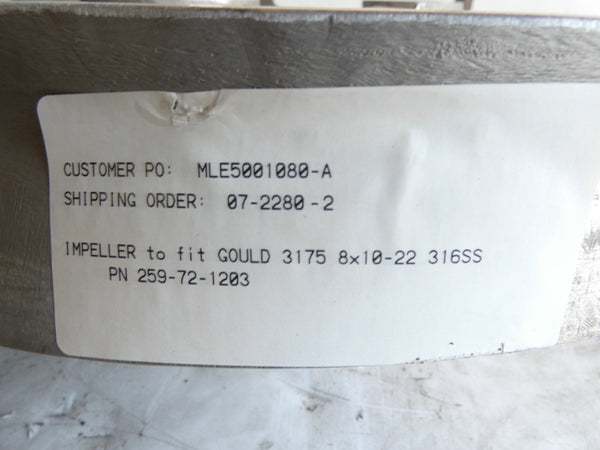 CUSTOMER PO: MLE5001080-A
SHIPPING ORDER: 07-2280-2
IMPELLER to fit GOULD 3175 8x10-22 316SS
PN 259-72-1203